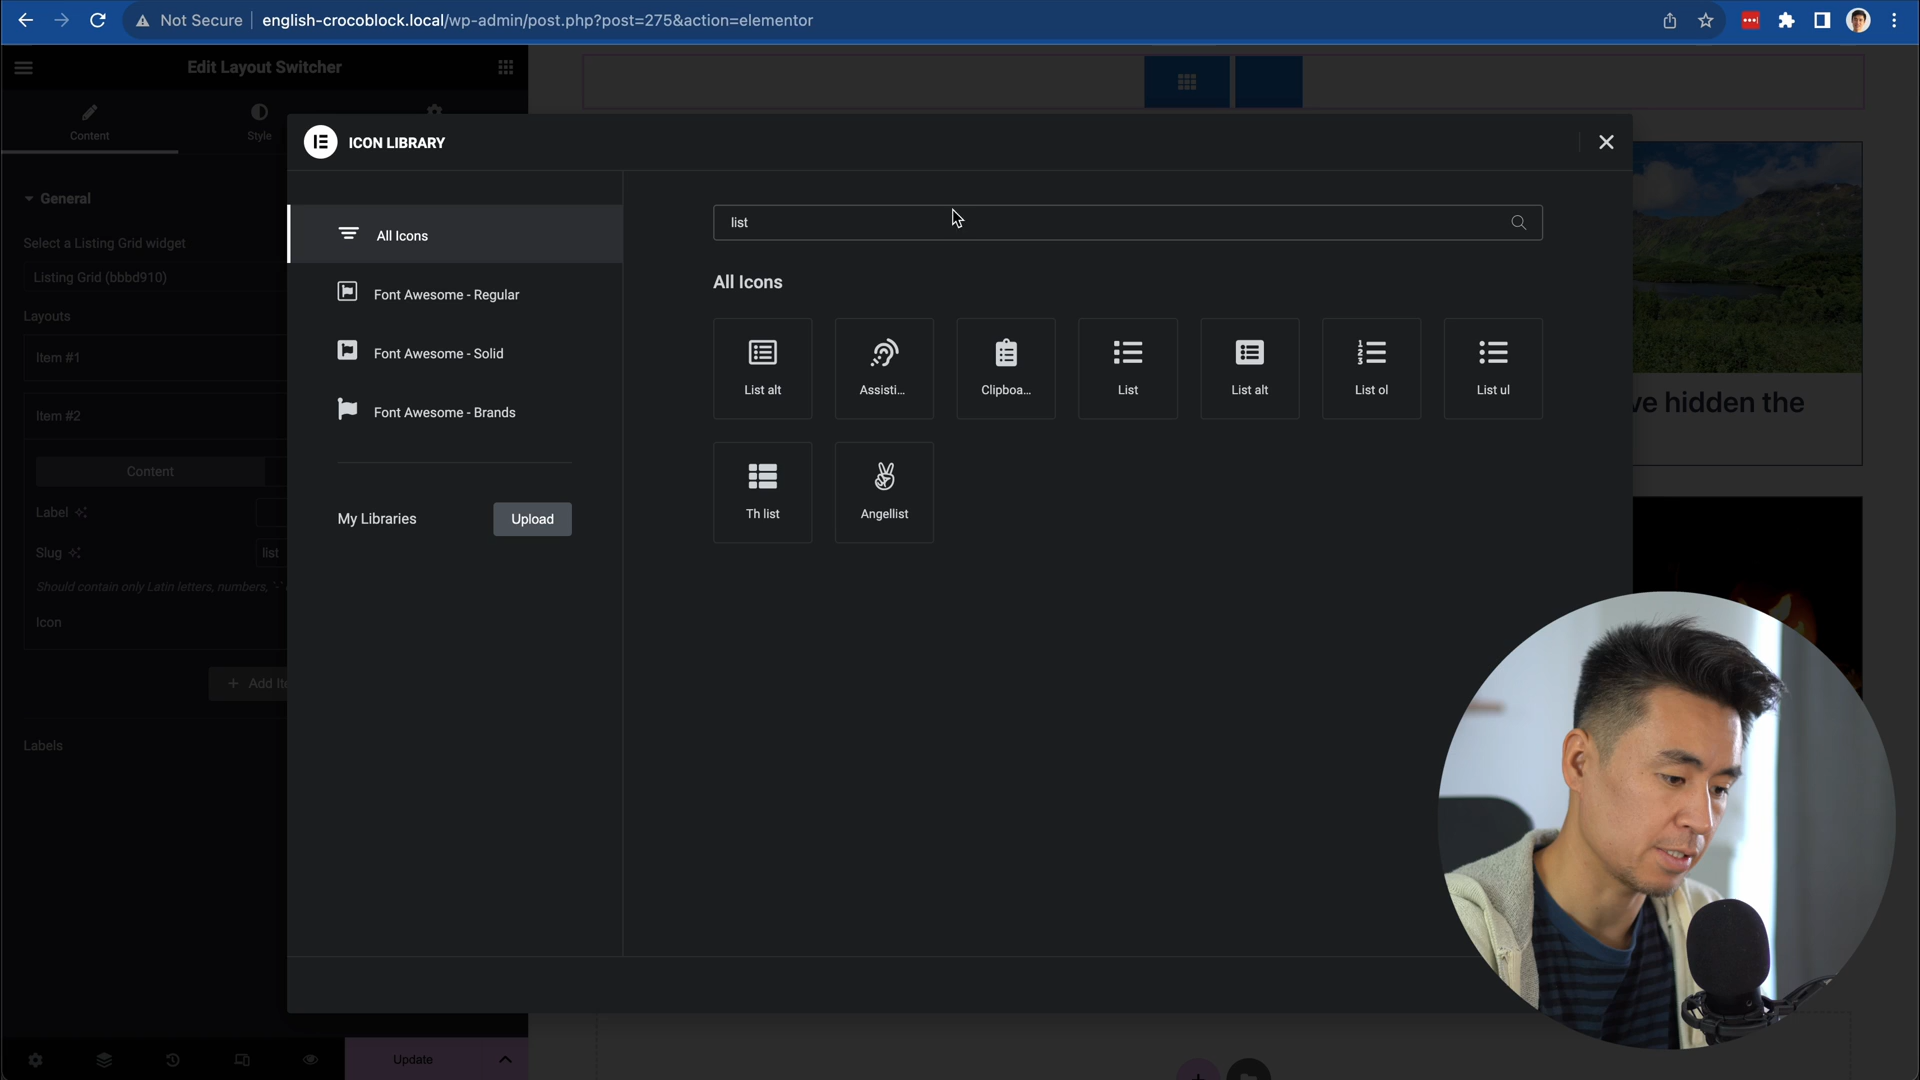 Not Secure
english-crocoblock.local/wp-admin/post.php?post=275&action=elementor
Edit Layout Switcher
Content
Style
General
Select a Listing Grid widget
Listing Grid (bbbd910)
Layouts
Item #1
Item #2
Content
Label
Slug
list
Should contain only Latin letters, numbers, '-'
Icon
+ Add
Labels
Update
ICON LIBRARY
All Icons
Font Awesome - Regular
Font Awesome - Solid
Font Awesome - Brands
My Libraries
Upload
list
All Icons
List alt
Assisti...
Clipboa...
List
List alt
List ol
List ul
Th list
Angellist
hidden the